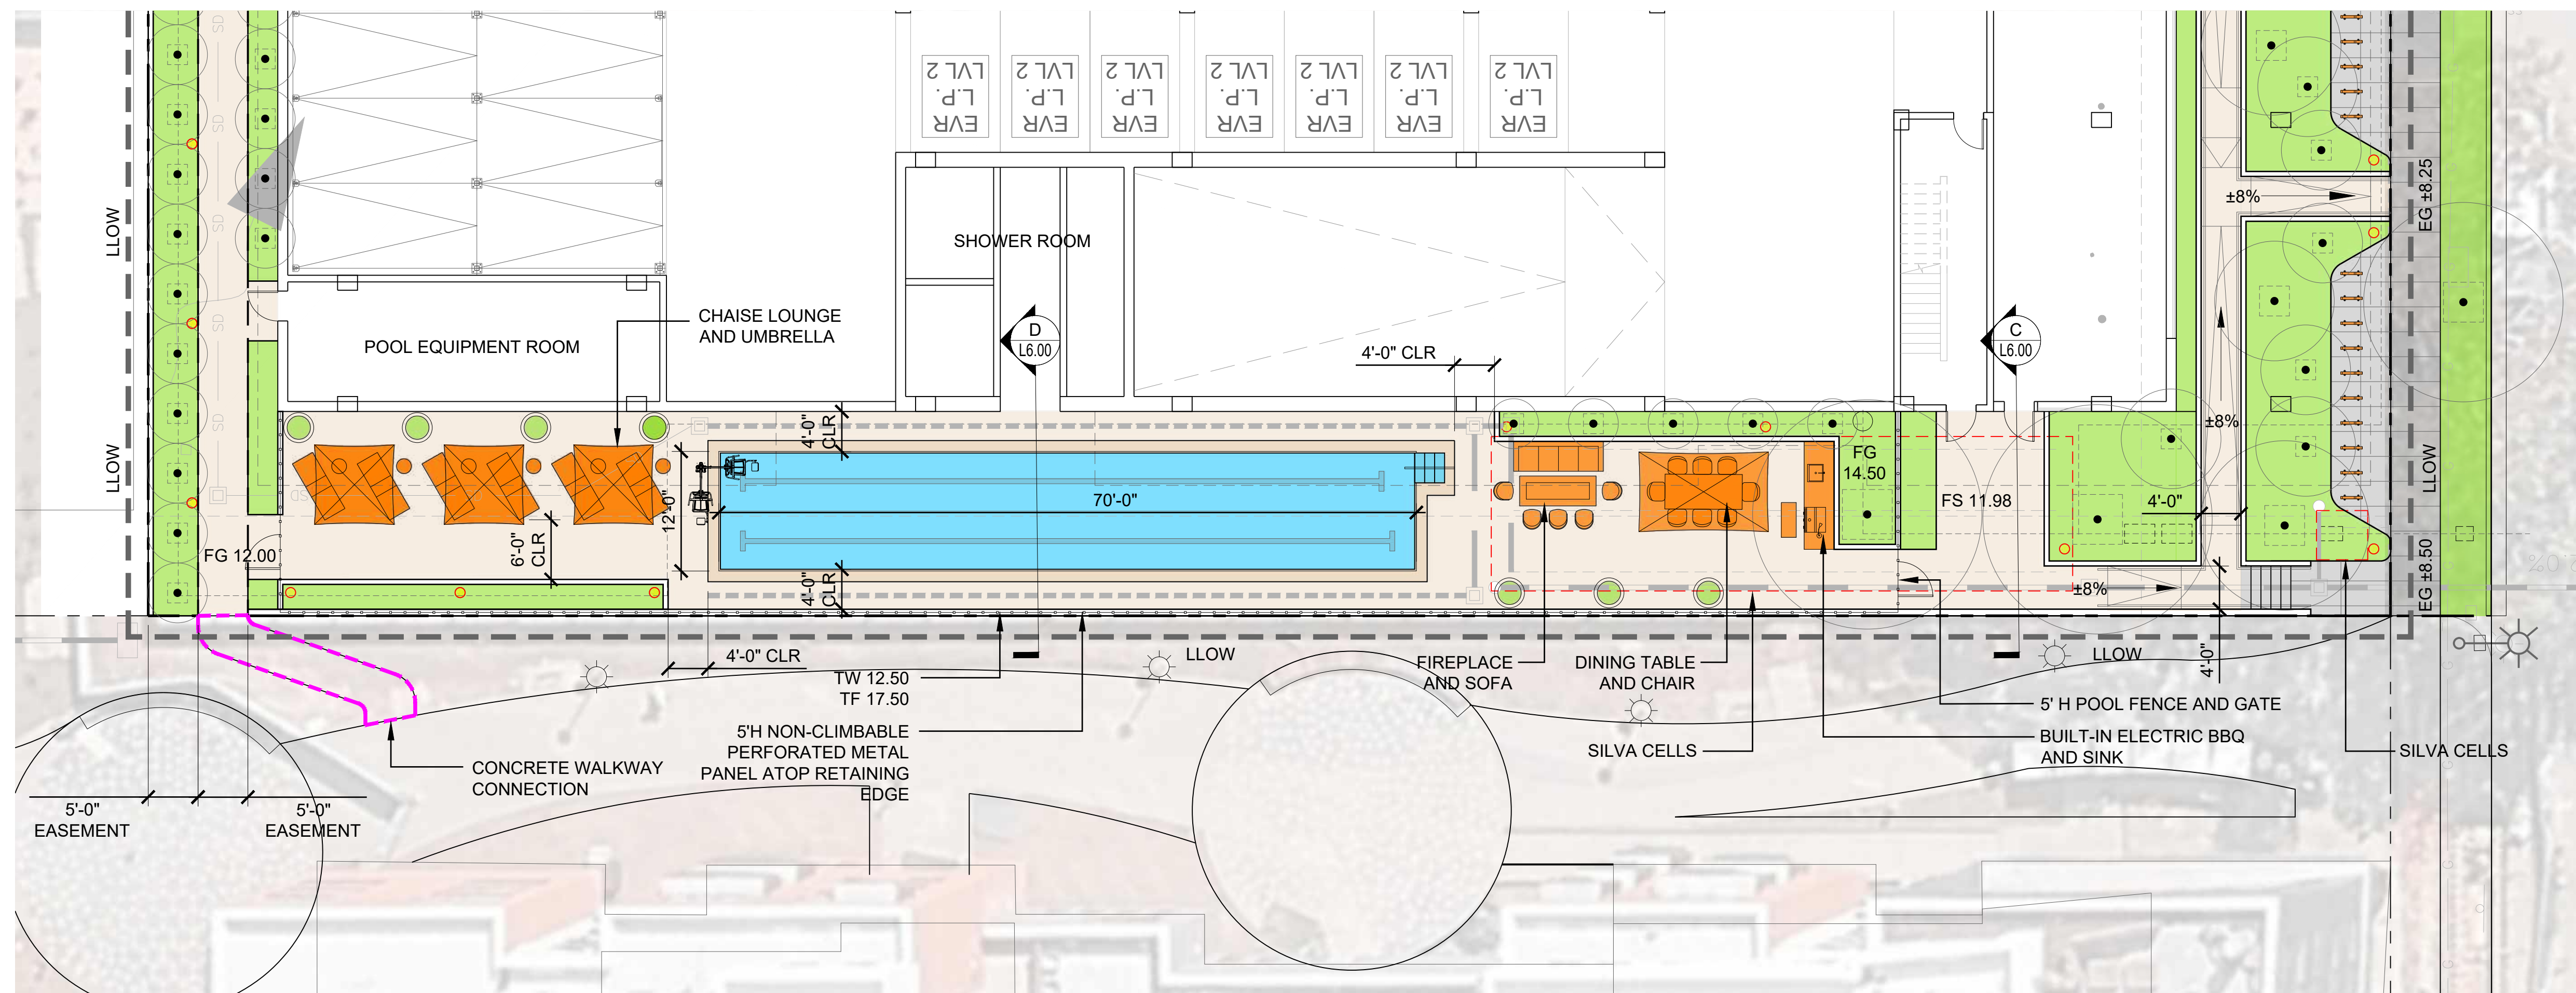 EVR
L.P.
LVL 2
EVR
L.P.
LVL 2
EVR
L.P.
LVL 2
EVR
L.P.
LVL 2
EVR
L.P.
LVL 2
EVR
L.P.
LVL 2
EVR
L.P.
LVL 2
SD
SD
SD
SD
SD
SD
LLOW
LLOW
SHOWER ROOM
POOL EQUIPMENT ROOM
CHAISE LOUNGE
AND UMBRELLA
D
L6.00
C
L6.00
4'-0" CLR
±8%
EG ±8.25
4'-0"
CLR
±8%
LLOW
FG
14.50
12'-0"
70'-0"
FS 11.98
4'-0"
FG 12.00
6'-0"
CLR
4'-0"
CLR
±8%
EG ±8.50
4'-0" CLR
LLOW
LLOW
4'-0"
TW 12.50
TF 17.50
FIREPLACE
AND SOFA
DINING TABLE
AND CHAIR
5' H POOL FENCE AND GATE
5'H NON-CLIMBABLE
PERFORATED METAL
PANEL ATOP RETAINING
EDGE
SILVA CELLS
BUILT-IN ELECTRIC BBQ
AND SINK
SILVA CELLS
CONCRETE WALKWAY
CONNECTION
5'-0"
EASEMENT
5'-0"
EASEMENT